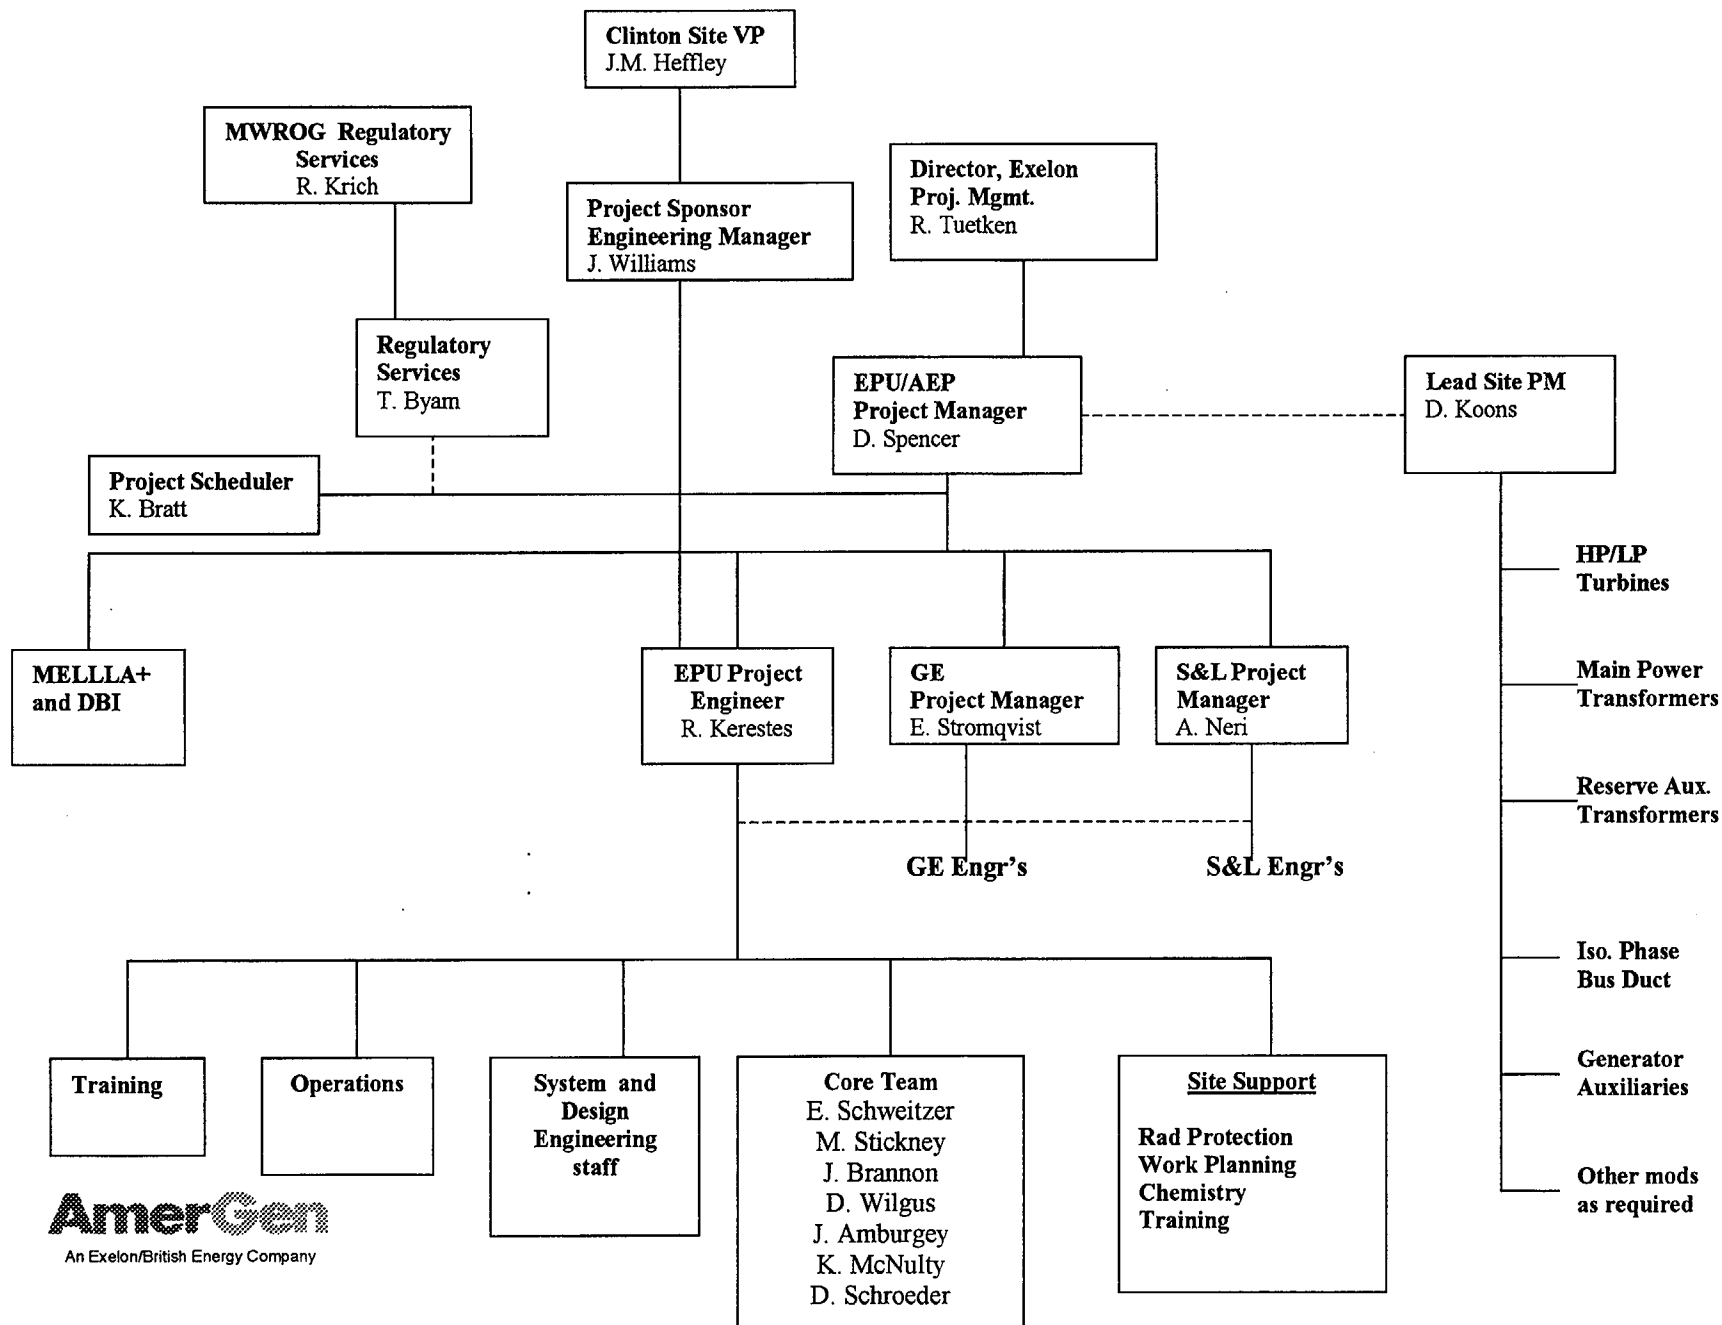 Clinton Site VP
J.M. Heffley
MWROG Regulatory
Services
R. Krich
Project Sponsor
Engineering Manager
J. Williams
Director, Exelon
Proj. Mgmt.
R. Tuetken
Regulatory
Services
T. Byam
EPU/AEP
Project Manager
D. Spencer
Lead Site PM
D. Koons
Project Scheduler
K. Bratt
HP/LP
Turbines
Main Power
Transformers
Reserve Aux.
Transformers
Iso. Phase
Bus Duct
Generator
Auxiliaries
Other mods
as required
MELLLA+
and DBI
EPU Project
Engineer
R. Kerestes
GE
Project Manager
E. Stromqvist
S&L Project
Manager
A. Neri
GE Engr's
S&L Engr's
Training
Operations
System and
Design
Engineering
staff
Core Team
E. Schweitzer
M. Stickney
J. Brannon
D. Wilgus
J. Amburgey
K. McNulty
D. Schroeder
Site Support
Rad Protection
Work Planning
Chemistry
Training
AmerGen
An Exelon/British Energy Company